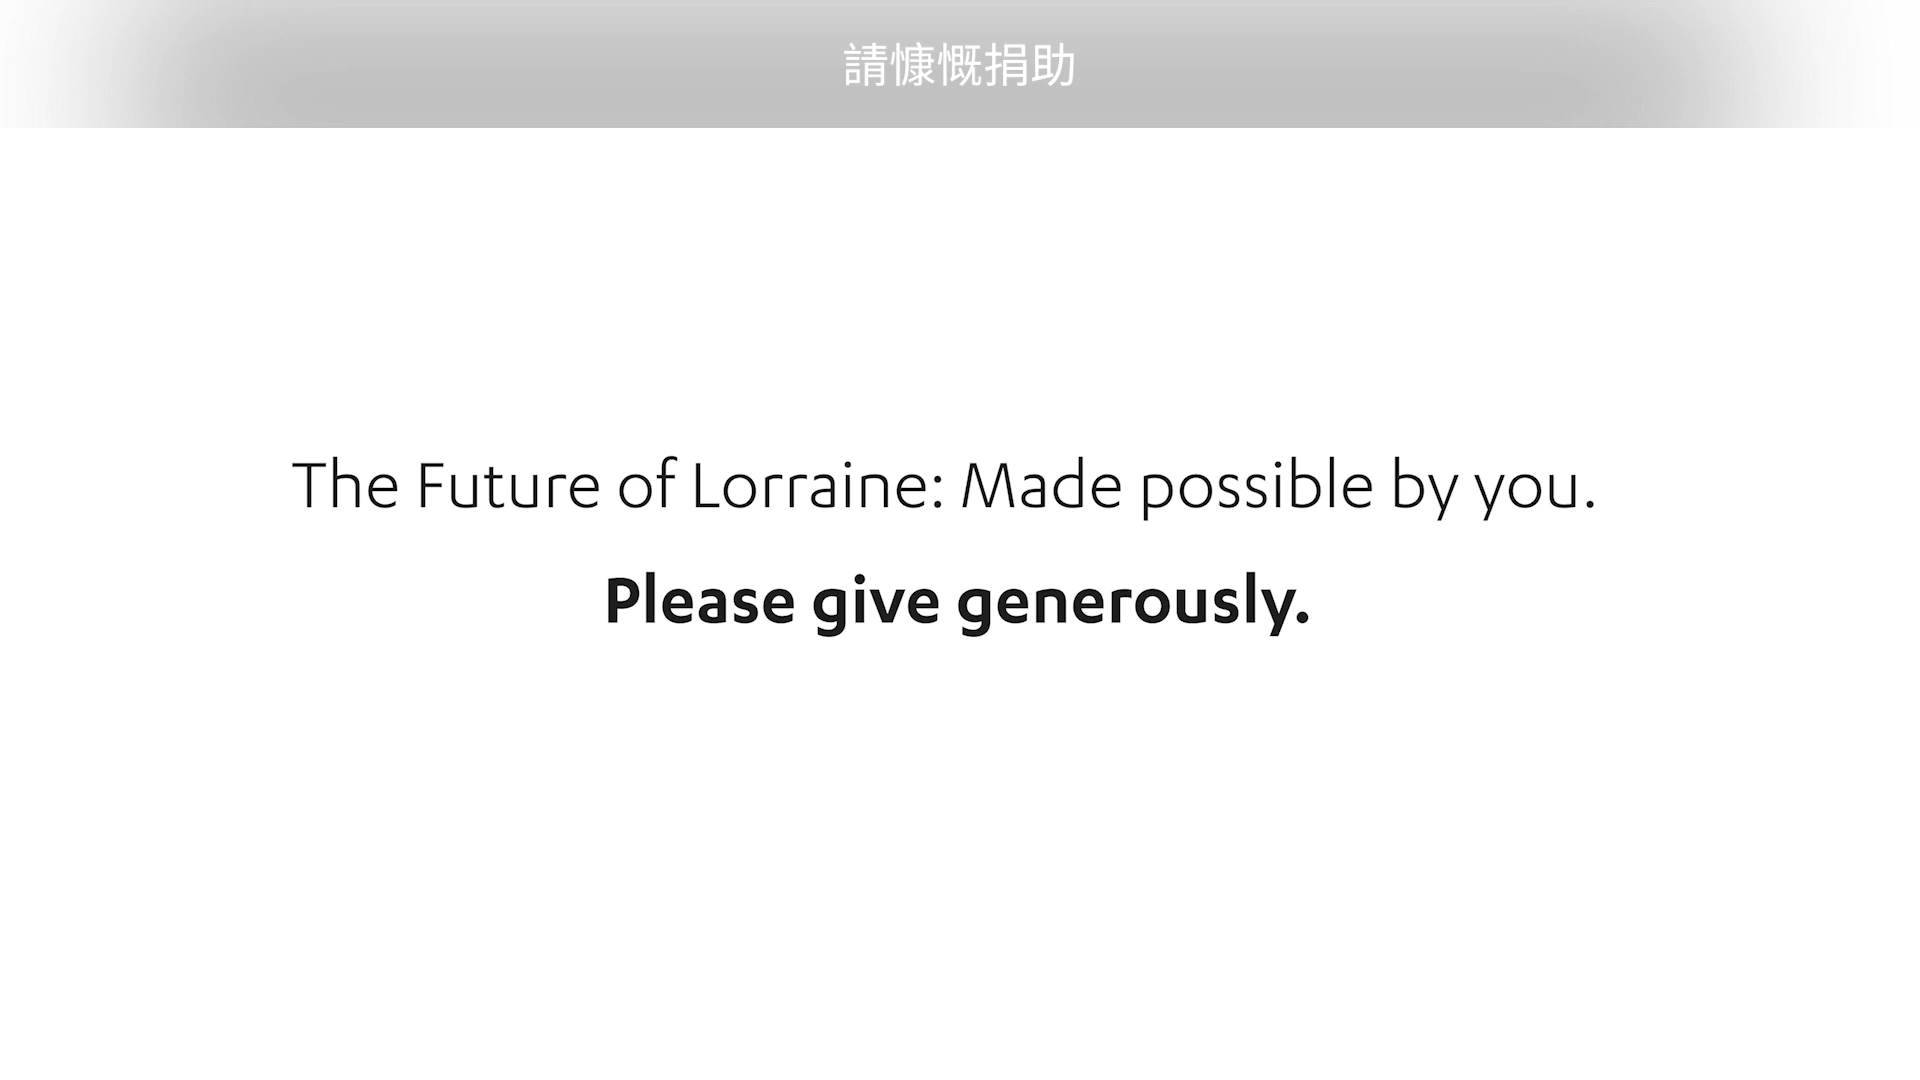 請慷慨捐助
The Future of Lorraine: Made possible by you.
Please give generously.